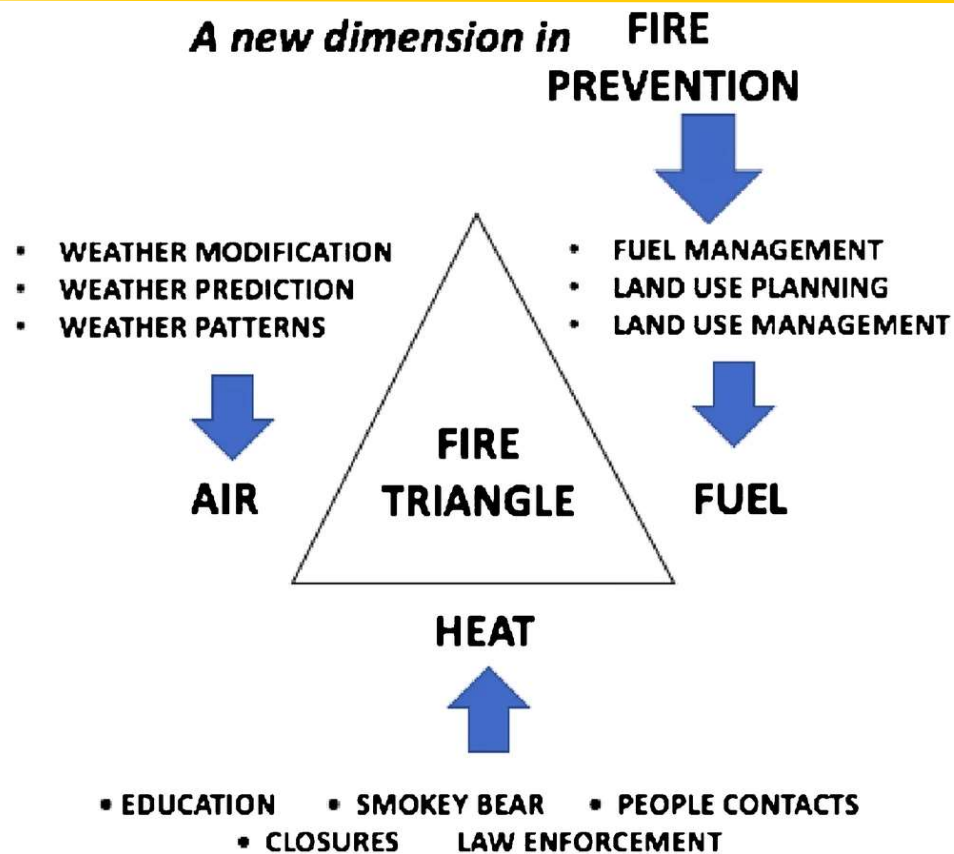 A new dimension in FIRE
PREVENTION
• WEATHER MODIFICATION
• WEATHER PREDICTION
• WEATHER PATTERNS
• FUEL MANAGEMENT
• LAND USE PLANNING
• LAND USE MANAGEMENT
AIR
FIRE
TRIANGLE
FUEL
HEAT
• EDUCATION • SMOKEY BEAR • PEOPLE CONTACTS
• CLOSURES LAW ENFORCEMENT